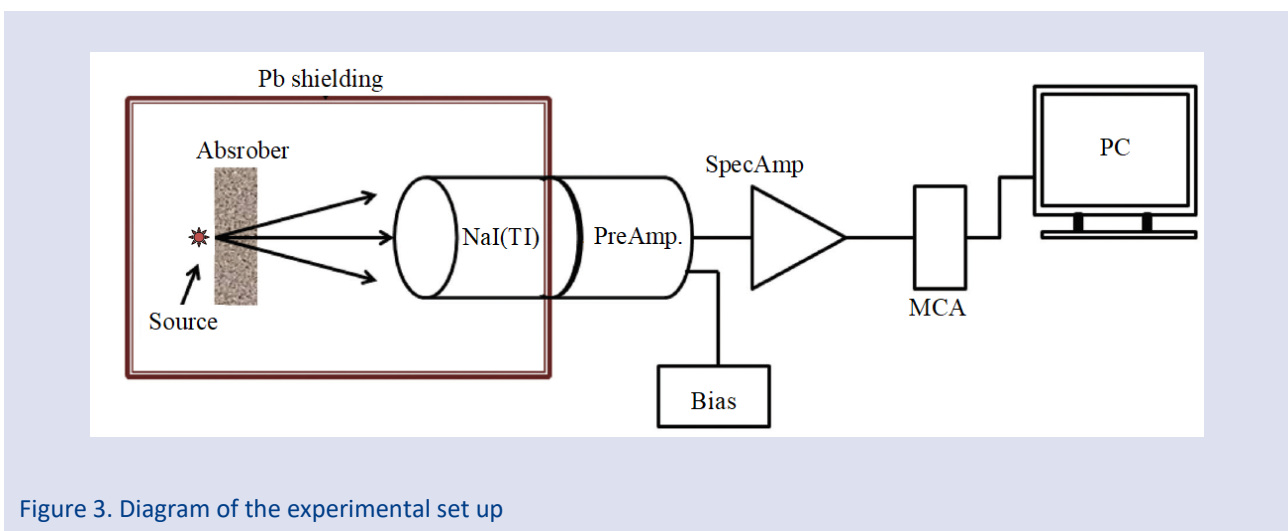 Pb shielding
Absrober
SpecAmp
PC
NaI(TI)
PreAmp.
Source
MCA
Bias
Figure 3. Diagram of the experimental set up